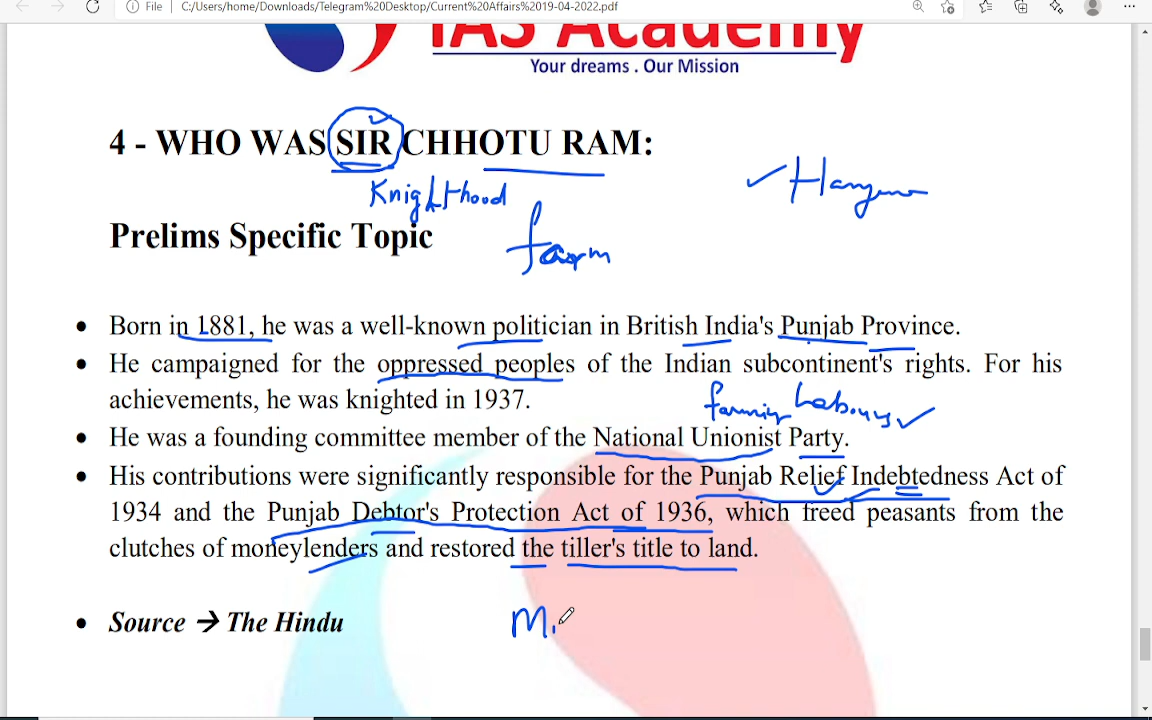 File | C:/Users/home/Downloads/Telegram%20Desktop/Current%20Affairs%2019-04-2022.pdf
IAS Academy
Your dreams . Our Mission
4 - WHO WAS SIR CHHOTU RAM:
Knighthood
Prelims Specific Topic
farm
• Born in 1881, he was a well-known politician in British India's Punjab Province.
• He campaigned for the oppressed peoples of the Indian subcontinent's rights. For his
achievements, he was knighted in 1937.
• He was a founding committee member of the National Unionist Party.
• His contributions were significantly responsible for the Punjab Relief Indebtedness Act of
1934 and the Punjab Debtor's Protection Act of 1936, which freed peasants from the
clutches of moneylenders and restored the tiller's title to land.
• Source → The Hindu
M.